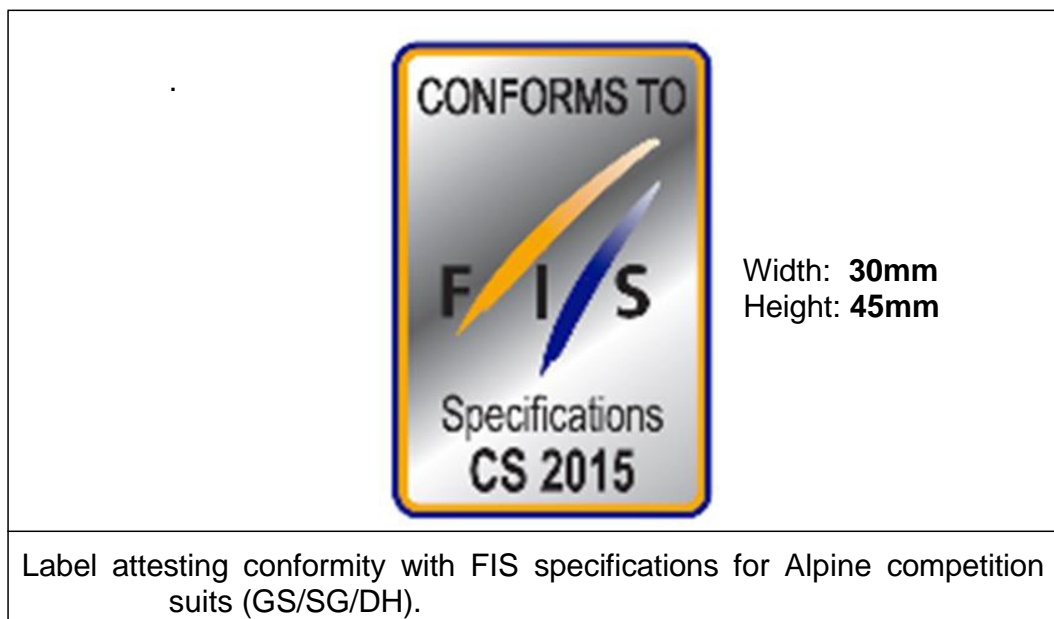 .
CONFORMS TO
F I S
Specifications
CS 2015
Width: 30mm
Height: 45mm
Label attesting conformity with FIS specifications for Alpine competition
suits (GS/SG/DH).